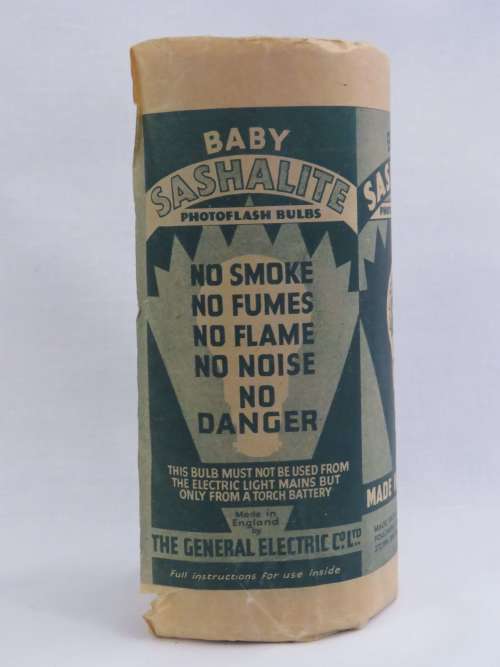 BABY
SASHALITE
PHOTOFLASH BULBS
NO SMOKE
NO FUMES
NO FLAME
NO NOISE
NO
DANGER
THIS BULB MUST NOT BE USED FROM
THE ELECTRIC LIGHT MAINS BUT
ONLY FROM A TORCH BATTERY
Made in
England
by
THE GENERAL ELECTRIC Co. LTD
Full instructions for use inside
SAS
MADE